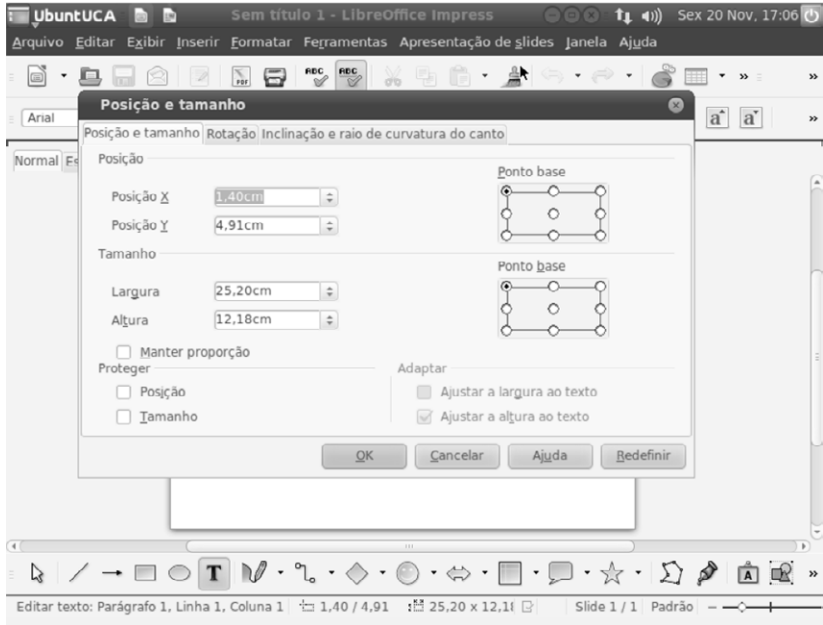 UbuntUCA Sem título 1 - LibreOffice Impress Sex 20 Nov, 17:06
Arquivo Editar Exibir Inserir Formatar Ferramentas Apresentação de slides Janela Ajuda
PDF ABC ABC » »
Arial a a »
Normal Es
Posição e tamanho
Posição e tamanho Rotação Inclinação e raio de curvatura do canto
Posição
Ponto base
Posição X 1,40cm
Posição Y 4,91cm
Tamanho
Ponto base
Largura 25,20cm
Altura 12,18cm
Manter proporção
Proteger Adaptar
Posição Ajustar a largura ao texto
Tamanho Ajustar a altura ao texto
OK Cancelar Ajuda Redefinir
T A »
Editar texto: Parágrafo 1, Linha 1, Coluna 1 1,40 / 4,91 25,20 x 12,18 Slide 1 / 1 Padrão